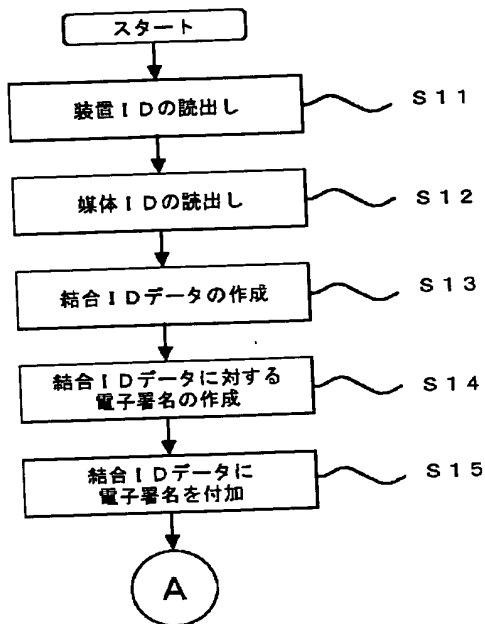 スタート
装置IDの読出し
S11
媒体IDの読出し
S12
結合IDデータの作成
S13
結合IDデータに対する
電子署名の作成
S14
結合IDデータに
電子署名を付加
S15
A